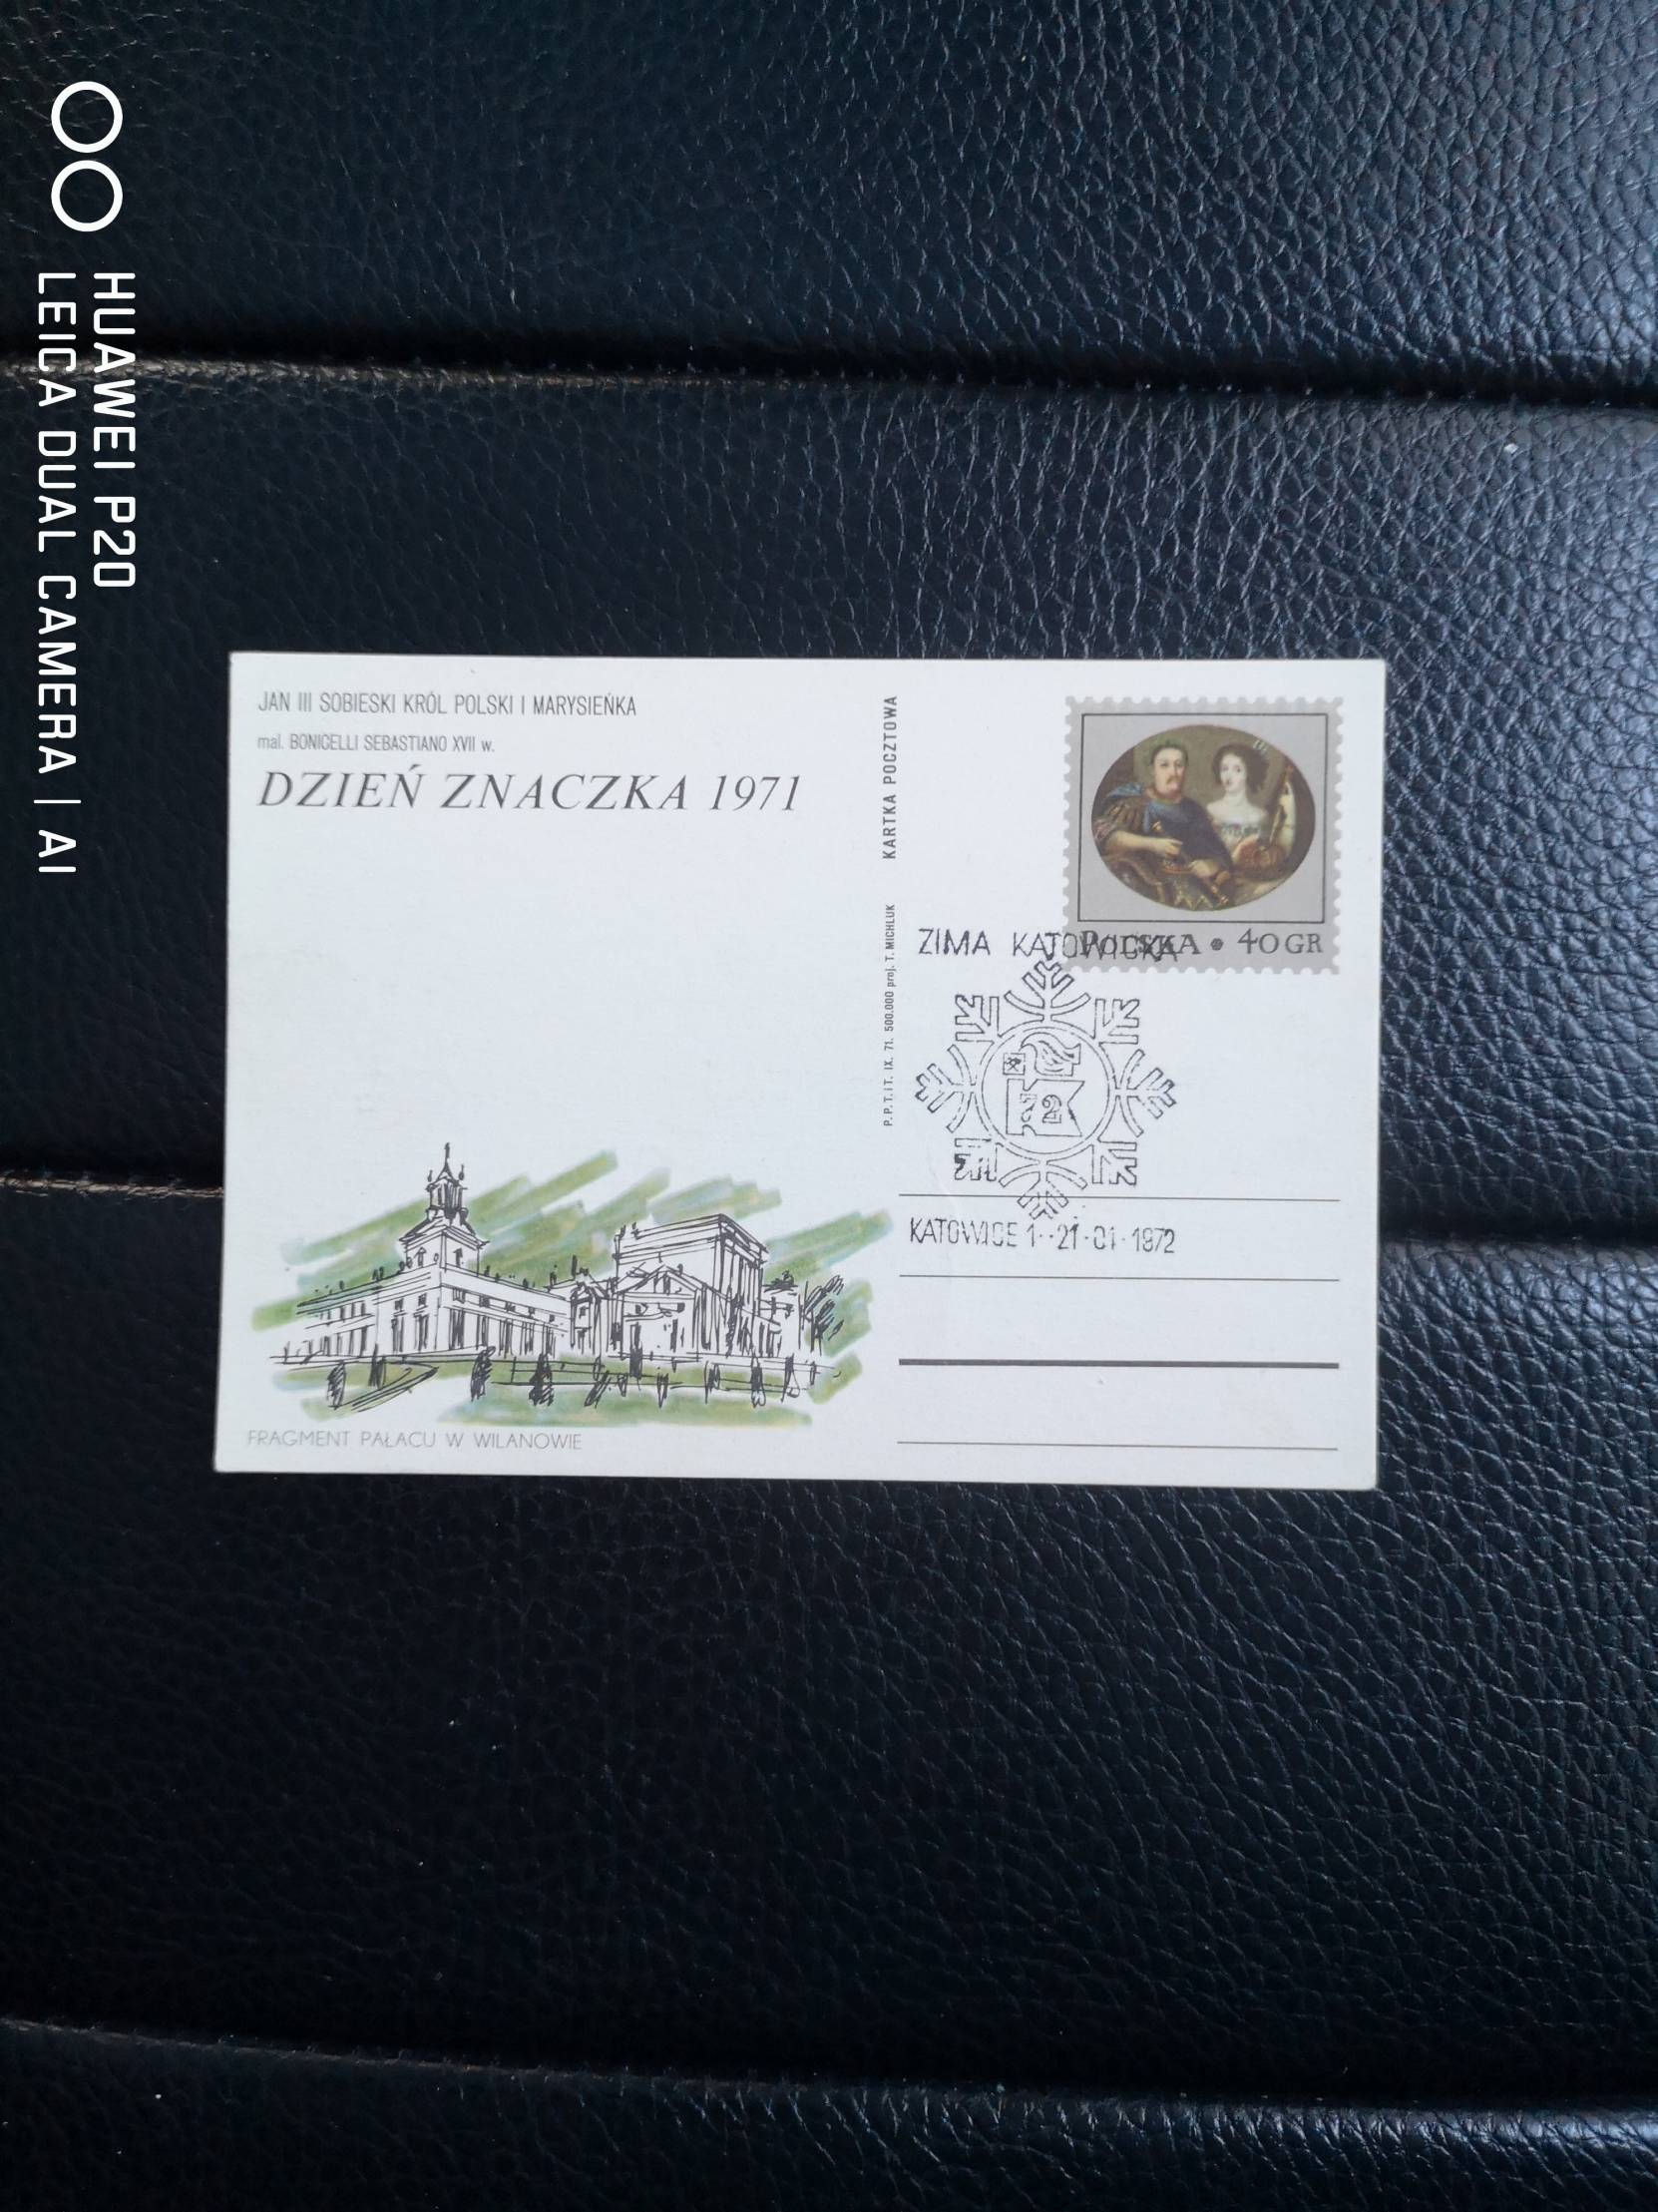 HUAWEI P20
LEICA DUAL CAMERA | AI
JAN III SOBIESKI KRÓL POLSKI I MARYSIEŃKA
mal. BONICELLI SEBASTIANO XVII w.
DZIEŃ ZNACZKA 1971
FRAGMENT PAŁACU W WILANOWIE
KARTKA POCZTOWA
P.P.T.iT. IX. 71. 500.000 proj. T. MICHLUK
POLSKA • 40 GR
ZIMA KATOWICKA
K
72
KATOWICE 1 · · 21 · 01 · 1972